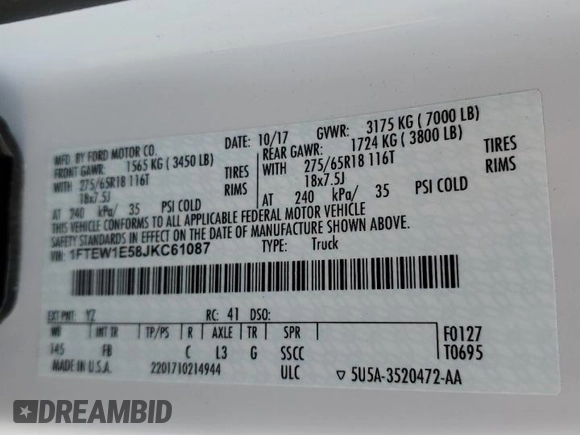 MFD. BY FORD MOTOR CO.
DATE: 10/17 GVWR: 3175 KG ( 7000 LB)
FRONT GAWR: 1565 KG ( 3450 LB)
REAR GAWR: 1724 KG ( 3800 LB)
WITH 275/65R18 116T TIRES
275/65R18 116T TIRES
18x7.5J RIMS
WITH 18x7.5J RIMS
AT 240 kPa/ 35 PSI COLD
AT 240 kPa/ 35 PSI COLD
THIS VEHICLE CONFORMS TO ALL APPLICABLE FEDERAL MOTOR VEHICLE
SAFETY STANDARDS IN EFFECT ON THE DATE OF MANUFACTURE SHOWN ABOVE.
VIN: 1FTEW1E58JKC61087 TYPE: Truck
EXT PNT: YZ RC: 41 DSO:
WB INT TR TP/PS R AXLE TR SPR
145 FB C L3 G SSCC
F0127
T0695
MADE IN U.S.A. 2201710214944 ULC ▽ 5U5A-3520472-AA
DREAMBID